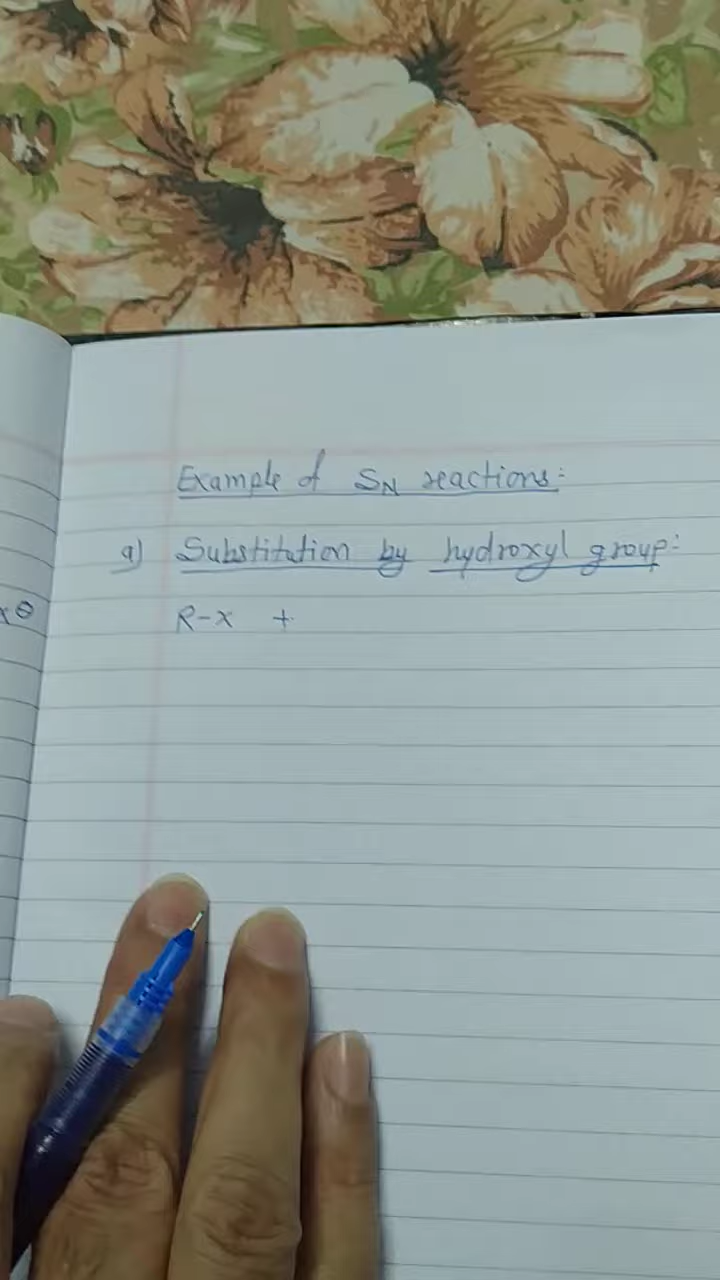 Example of SN reactions:
a) Substitution by hydroxyl group:
R-X +